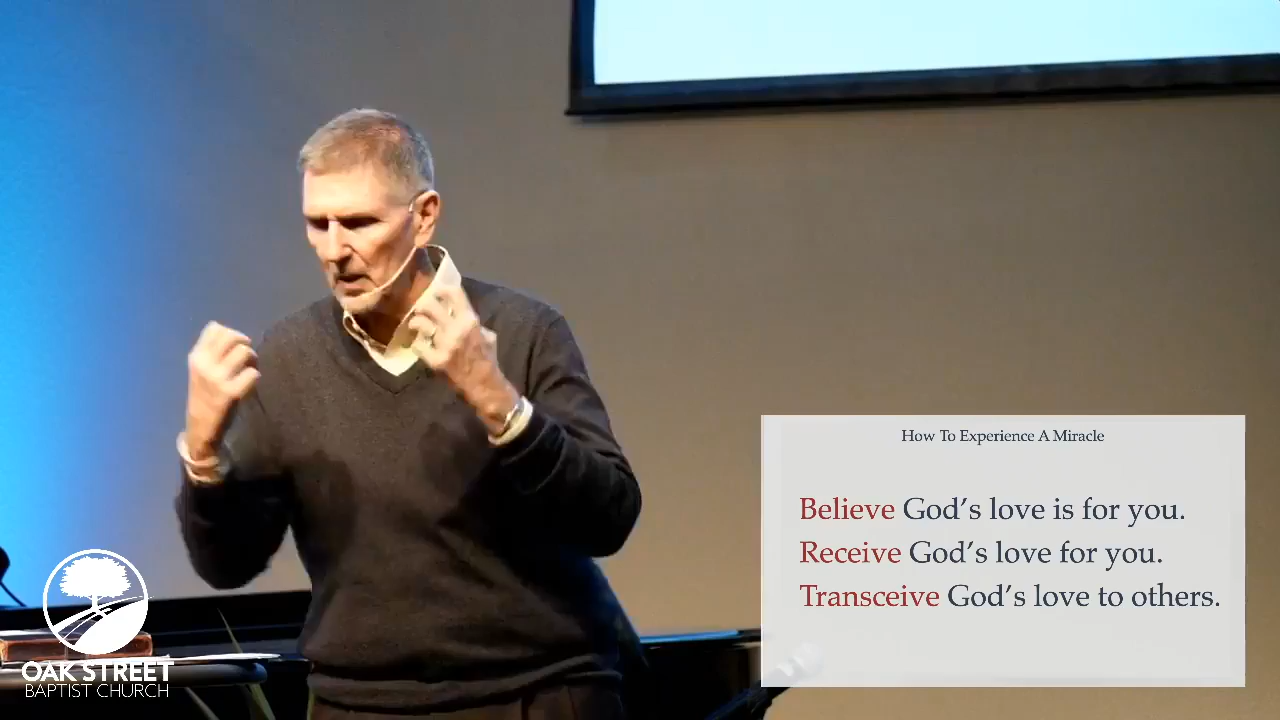 How To Experience A Miracle
Believe God's love is for you.
Receive God's love for you.
Transceive God's love to others.
OAK STREET
BAPTIST CHURCH